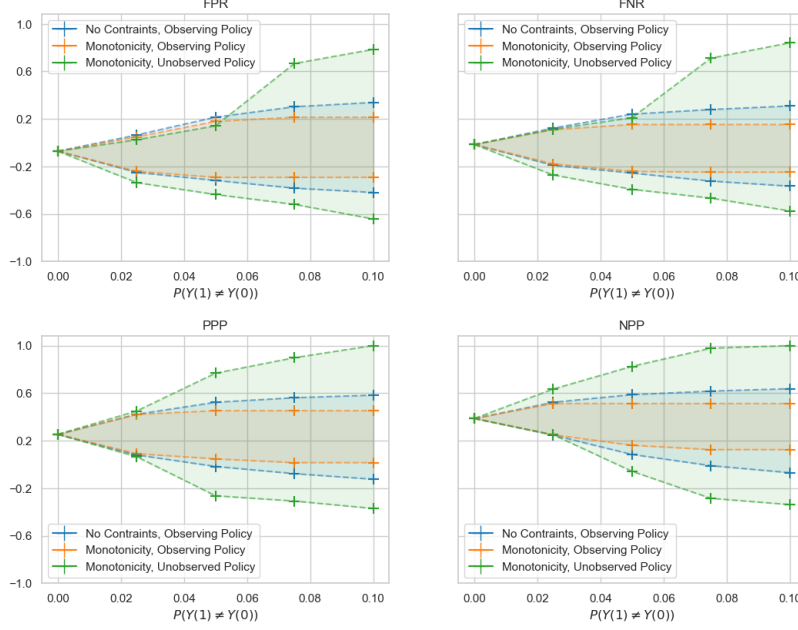 FPR
FNR
No Contraints, Observing Policy
Monotonicity, Observing Policy
Monotonicity, Unobserved Policy
No Contraints, Observing Policy
Monotonicity, Observing Policy
Monotonicity, Unobserved Policy
1.0
0.6
0.2
−0.2
−0.6
−1.0
0.00 0.02 0.04 0.06 0.08 0.10
0.00 0.02 0.04 0.06 0.08 0.10
P(Y(1) ≠ Y(0))
P(Y(1) ≠ Y(0))
PPP
NPP
1.0
0.6
0.2
−0.2
−0.6
−1.0
No Contraints, Observing Policy
Monotonicity, Observing Policy
Monotonicity, Unobserved Policy
No Contraints, Observing Policy
Monotonicity, Observing Policy
Monotonicity, Unobserved Policy
0.00 0.02 0.04 0.06 0.08 0.10
0.00 0.02 0.04 0.06 0.08 0.10
P(Y(1) ≠ Y(0))
P(Y(1) ≠ Y(0))